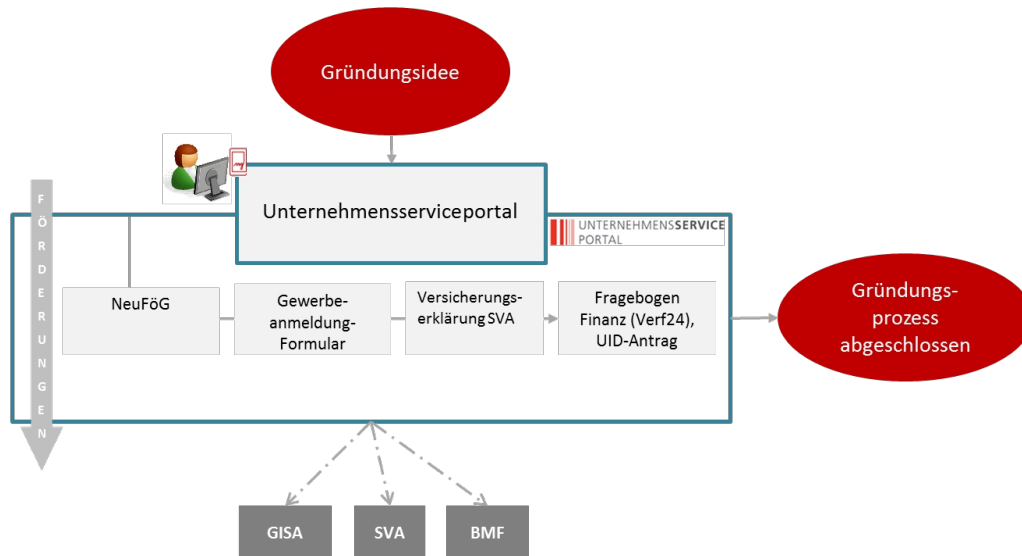 Gründungsidee
Unternehmensserviceportal
UNTERNEHMENSSERVICE
PORTAL
FÖRDERUNGEN
NeuFöG
Gewerbe-
anmeldung-
Formular
Versicherungs-
erklärung SVA
Fragebogen
Finanz (Verf24),
UID-Antrag
Gründungs-
prozess
abgeschlossen
GISA
SVA
BMF